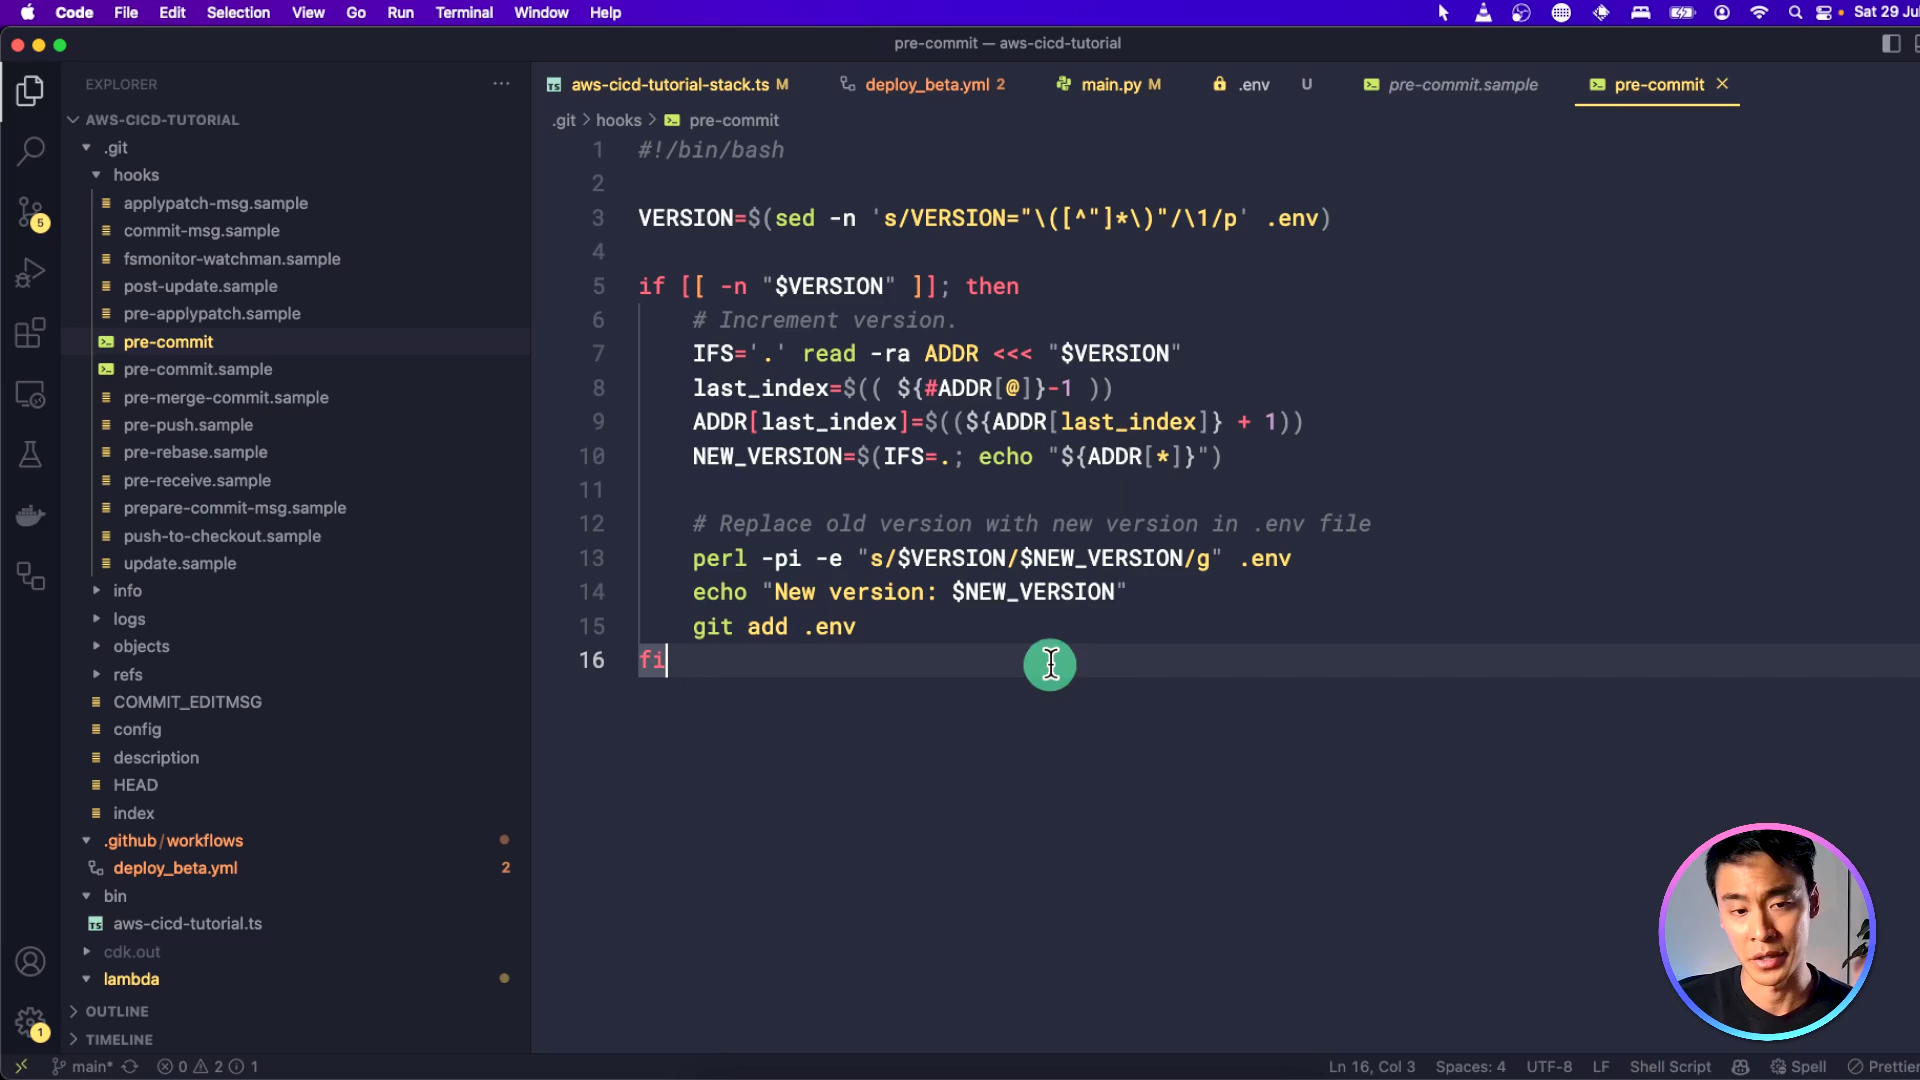 Code File Edit Selection View Go Run Terminal Window Help
Sat 29 Jul
pre-commit — aws-cicd-tutorial
EXPLORER
AWS-CICD-TUTORIAL
.git
hooks
applypatch-msg.sample
commit-msg.sample
fsmonitor-watchman.sample
post-update.sample
pre-applypatch.sample
pre-commit
pre-commit.sample
pre-merge-commit.sample
pre-push.sample
pre-rebase.sample
pre-receive.sample
prepare-commit-msg.sample
push-to-checkout.sample
update.sample
info
logs
objects
refs
COMMIT_EDITMSG
config
description
HEAD
index
.github/workflows
deploy_beta.yml 2
bin
TS aws-cicd-tutorial.ts
cdk.out
lambda
OUTLINE
TIMELINE
5
1
TS aws-cicd-tutorial-stack.ts M deploy_beta.yml 2 main.py M .env U pre-commit.sample pre-commit
.git > hooks > pre-commit
1 #!/bin/bash
2
3 VERSION=$(sed -n 's/VERSION="\([^"]*\)"/\1/p' .env)
4
5 if [[ -n "$VERSION" ]]; then
6 # Increment version.
7 IFS='.' read -ra ADDR <<< "$VERSION"
8 last_index=$(( ${#ADDR[@]}-1 ))
9 ADDR[last_index]=$((${ADDR[last_index]} + 1))
10 NEW_VERSION=$(IFS=.; echo "${ADDR[*]}")
11
12 # Replace old version with new version in .env file
13 perl -pi -e "s/$VERSION/$NEW_VERSION/g" .env
14 echo "New version: $NEW_VERSION"
15 git add .env
16 fi
main* 0 2 1
Ln 16, Col 3 Spaces: 4 UTF-8 LF Shell Script Spell Prettier